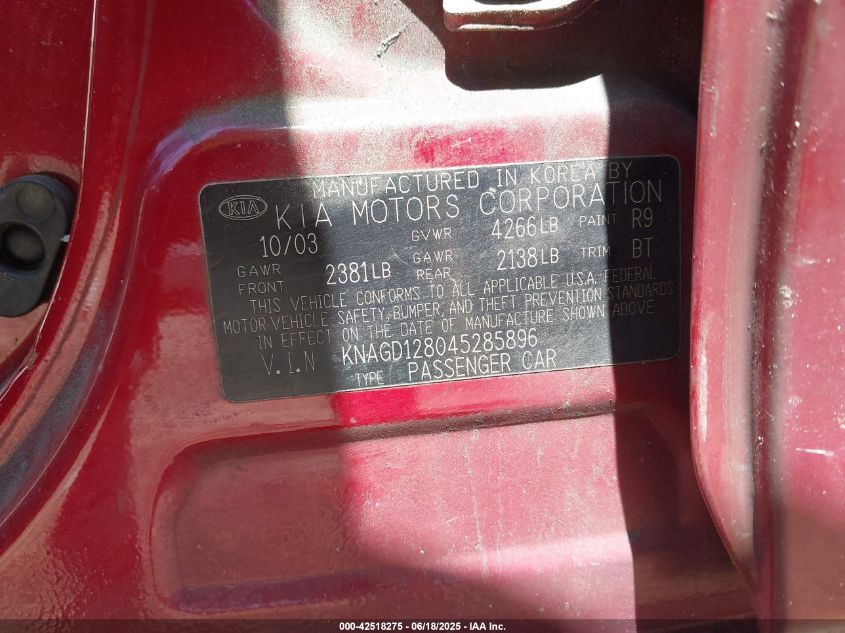 MANUFACTURED IN KOREA BY
KIA KIA MOTORS CORPORATION
10/03 GVWR 4266LB PAINT R9
GAWR FRONT 2381LB GAWR REAR 2138LB TRIM BT
THIS VEHICLE CONFORMS TO ALL APPLICABLE U.S.A. FEDERAL
MOTOR VEHICLE SAFETY, BUMPER, AND THEFT PREVENTION STANDARDS
IN EFFECT ON THE DATE OF MANUFACTURE SHOWN ABOVE
V.I.N KNAGD128045285896
TYPE PASSENGER CAR
000-42518275 - 06/18/2025 - IAA Inc.